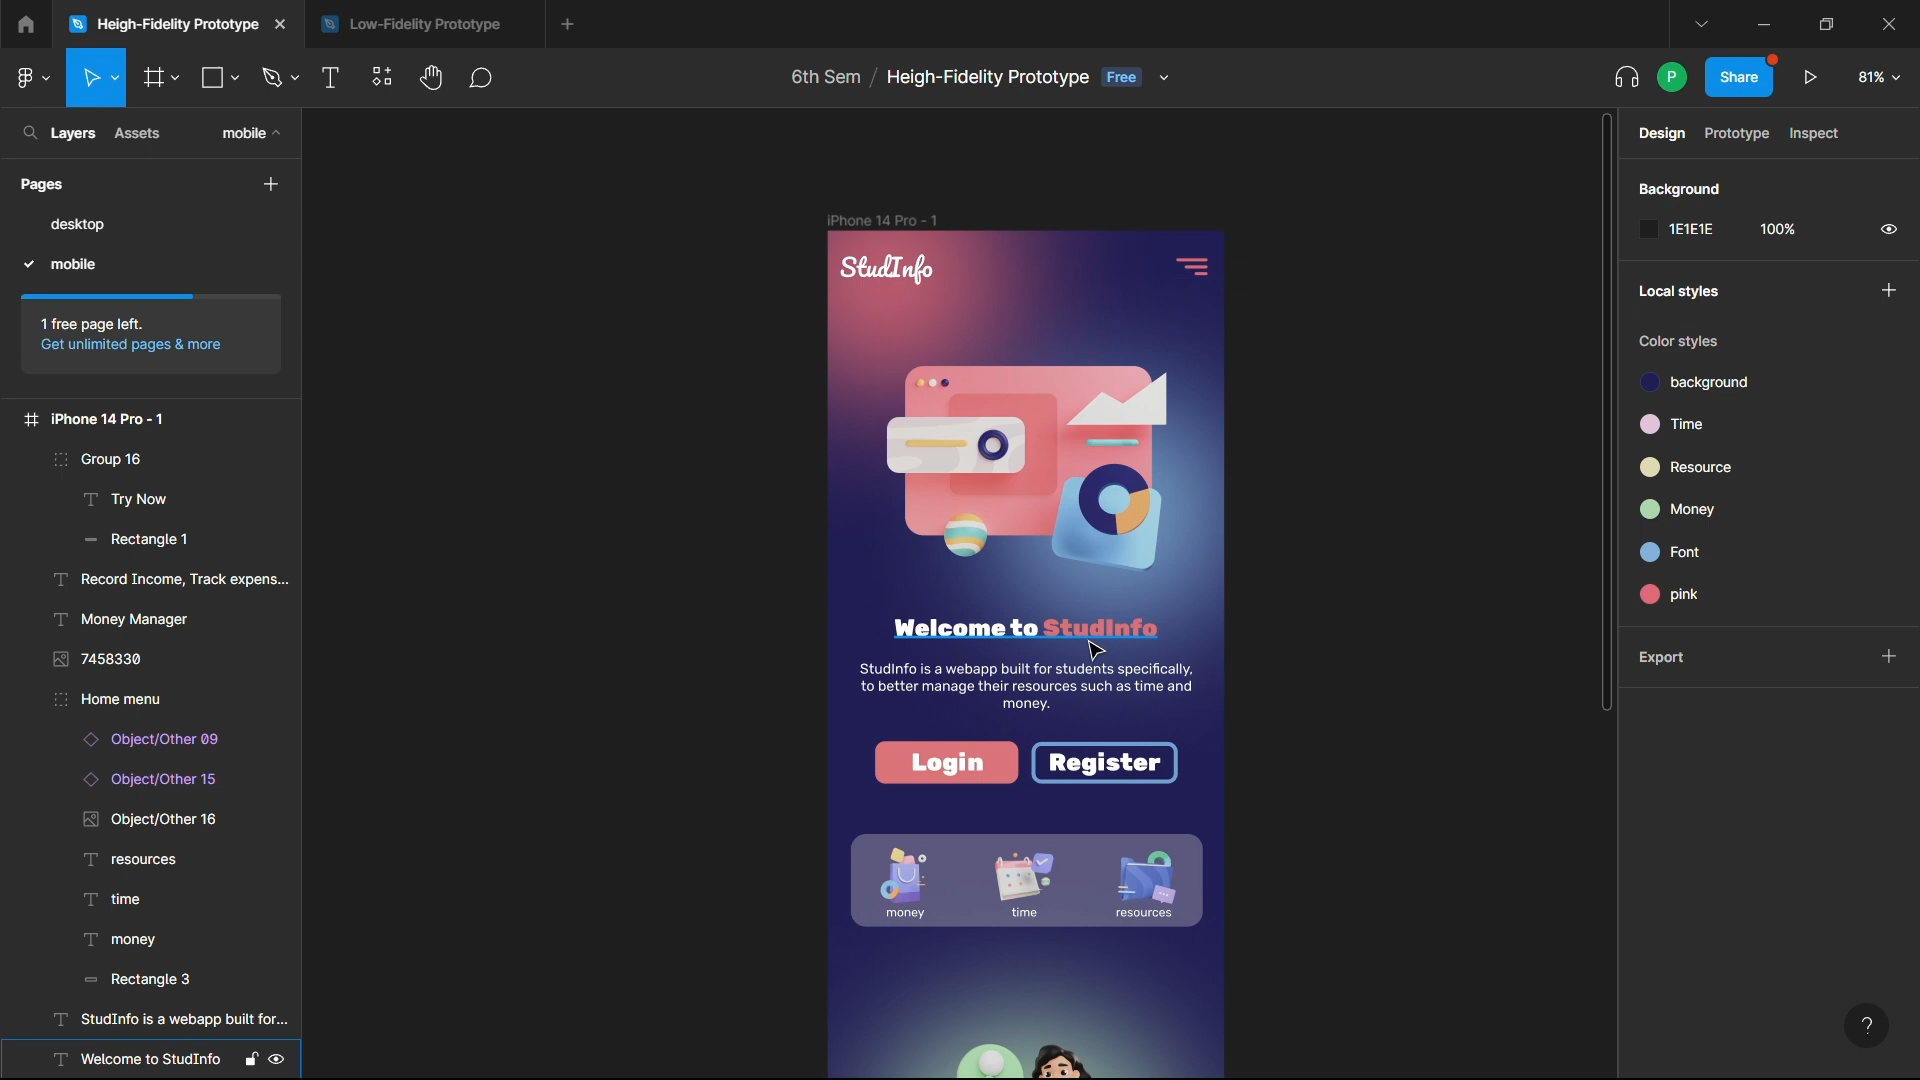 Heigh-Fidelity Prototype
Low-Fidelity Prototype
6th Sem / Heigh-Fidelity Prototype Free
P
Share
81%
Layers Assets mobile
Pages
desktop
mobile
1 free page left.
Get unlimited pages & more
iPhone 14 Pro - 1
Group 16
Try Now
Rectangle 1
Record Income, Track expens...
Money Manager
7458330
Home menu
Object/Other 09
Object/Other 15
Object/Other 16
resources
time
money
Rectangle 3
StudInfo is a webapp built for...
Welcome to StudInfo
iPhone 14 Pro - 1
StudInfo
Welcome to StudInfo
StudInfo is a webapp built for students specifically,
to better manage their resources such as time and
money.
Login Register
money time resources
Design Prototype Inspect
Background
1E1E1E 100%
Local styles
Color styles
background
Time
Resource
Money
Font
pink
Export
?